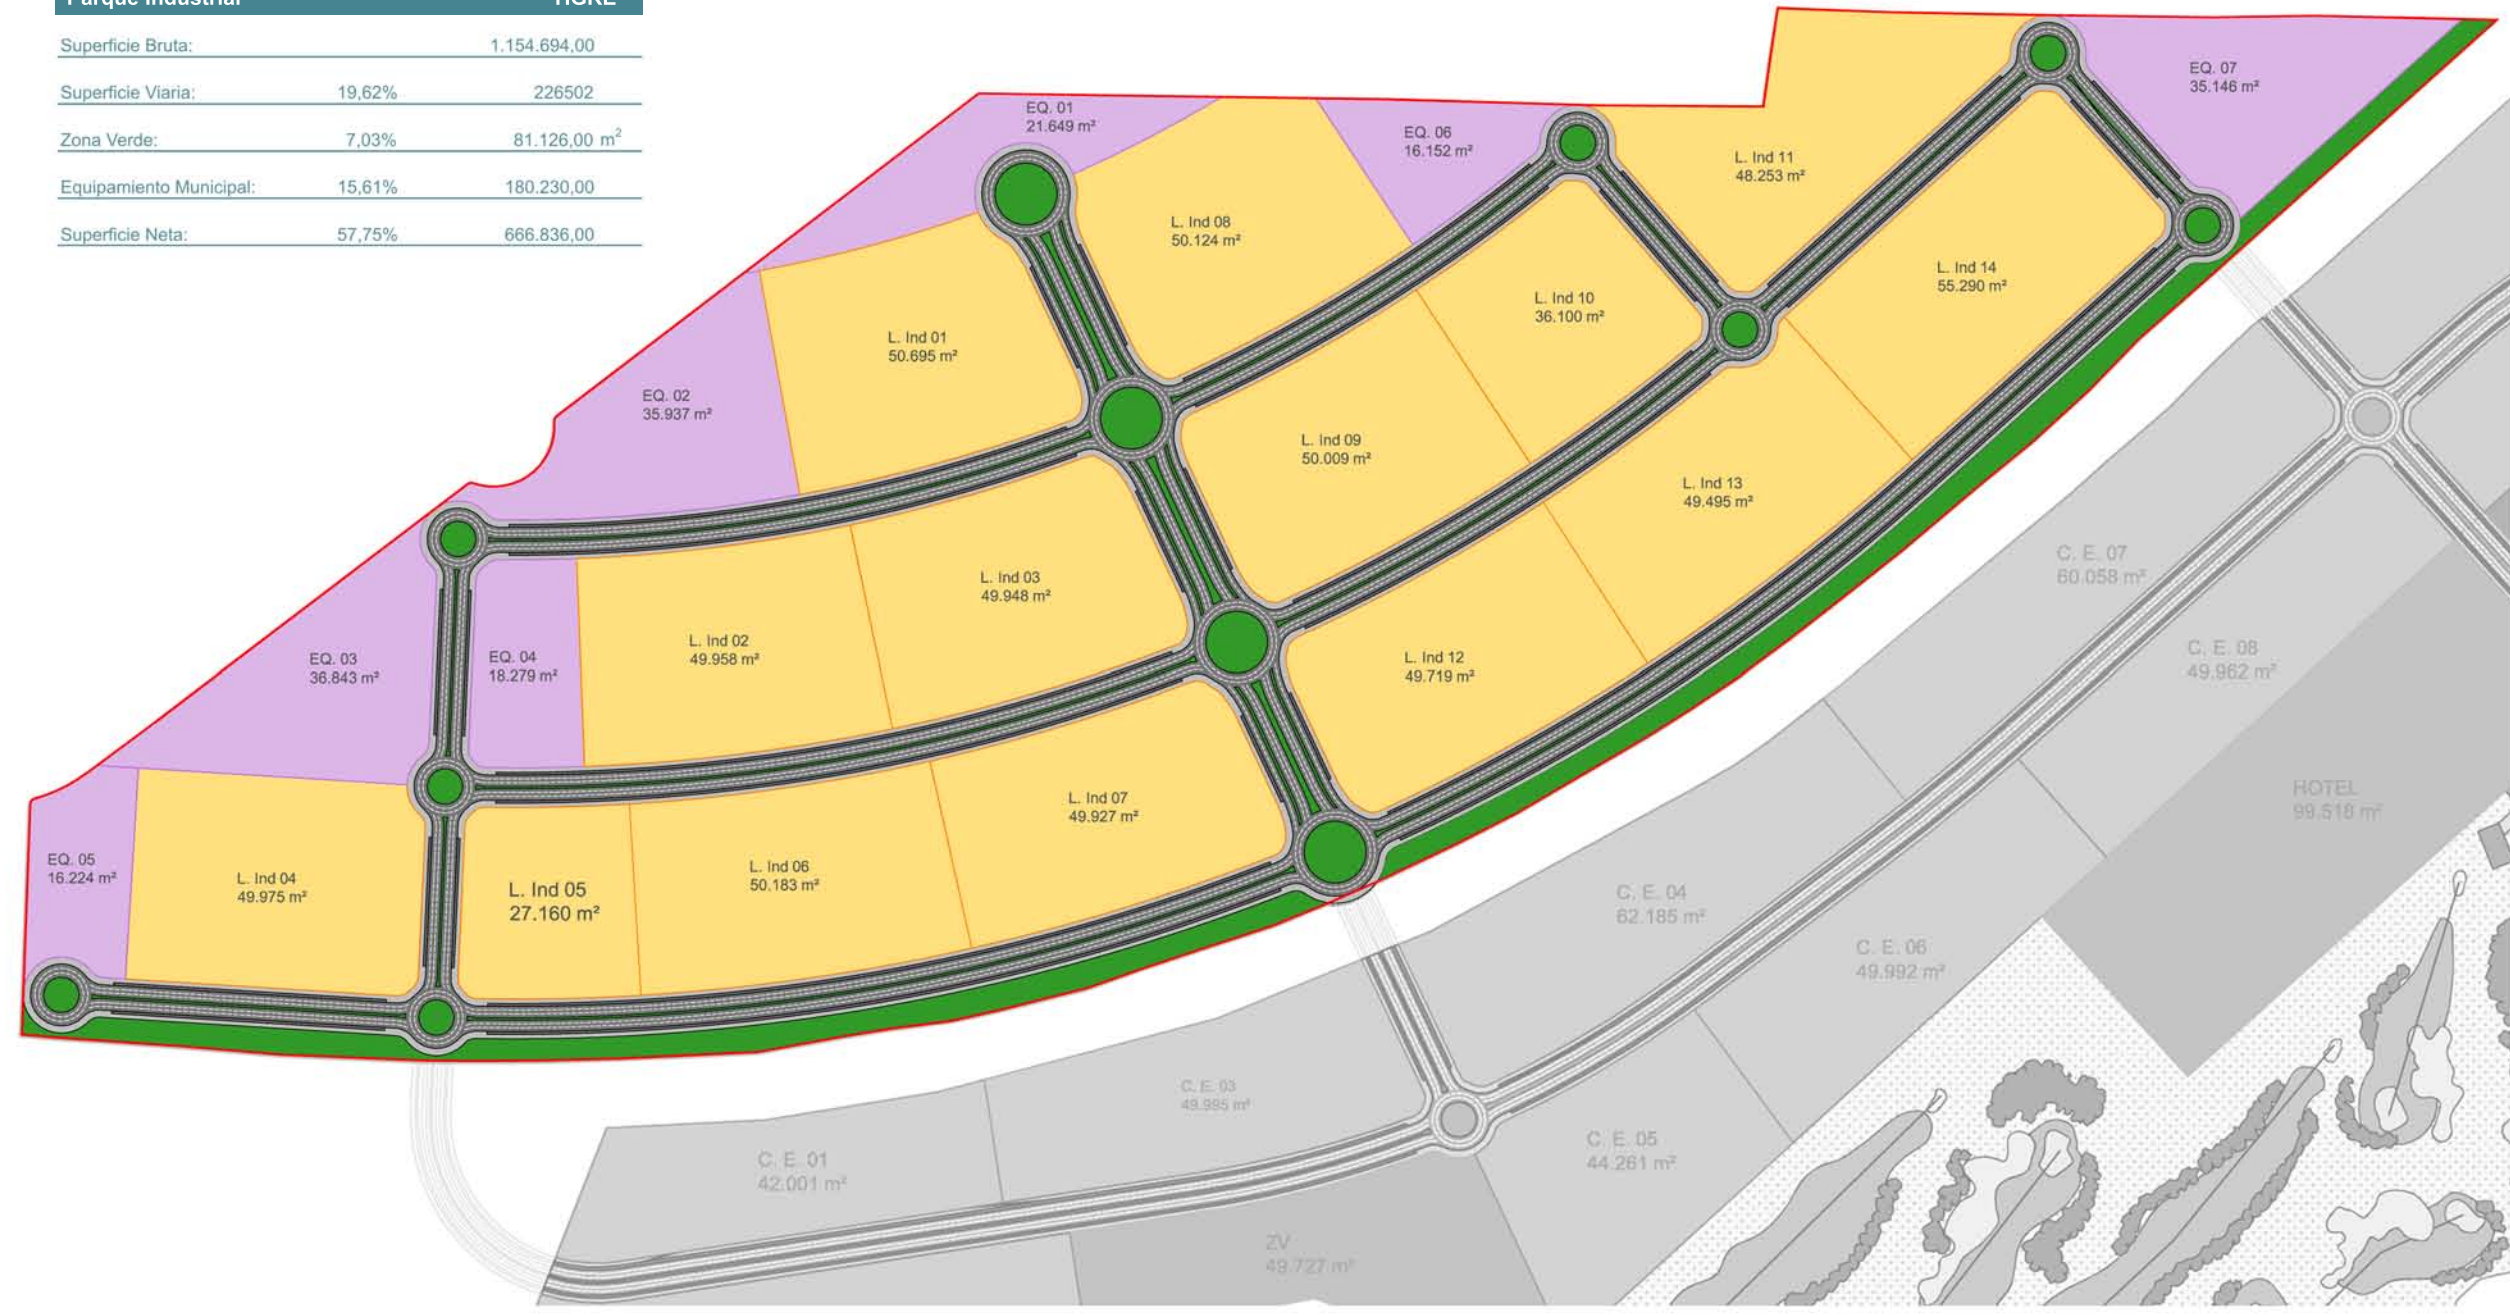 Parque Industrial TIGRE
Superficie Bruta: 1.154.694,00
Superficie Viaria: 19,62% 226502
Zona Verde: 7,03% 81.126,00 m²
Equipamiento Municipal: 15,61% 180.230,00
Superficie Neta: 57,75% 666.836,00
EQ. 07
35.146 m²
EQ. 01
21.649 m²
EQ. 06
16.152 m²
L. Ind 11
48.253 m²
L. Ind 08
50.124 m²
L. Ind 14
55.290 m²
L. Ind 10
36.100 m²
L. Ind 01
50.695 m²
EQ. 02
35.937 m²
L. Ind 09
50.009 m²
L. Ind 13
49.495 m²
C. E. 07
60.058 m²
L. Ind 03
49.948 m²
L. Ind 02
49.958 m²
C. E. 08
49.962 m²
EQ. 03
36.843 m²
EQ. 04
18.279 m²
L. Ind 12
49.719 m²
HOTEL
99.518 m²
L. Ind 07
49.927 m²
EQ. 05
16.224 m²
L. Ind 04
49.975 m²
L. Ind 05
27.160 m²
L. Ind 06
50.183 m²
C. E. 04
62.185 m²
C. E. 06
49.992 m²
C. E. 03
49.995 m²
C. E. 05
44.261 m²
C. E. 01
42.001 m²
ZV
49.727 m²